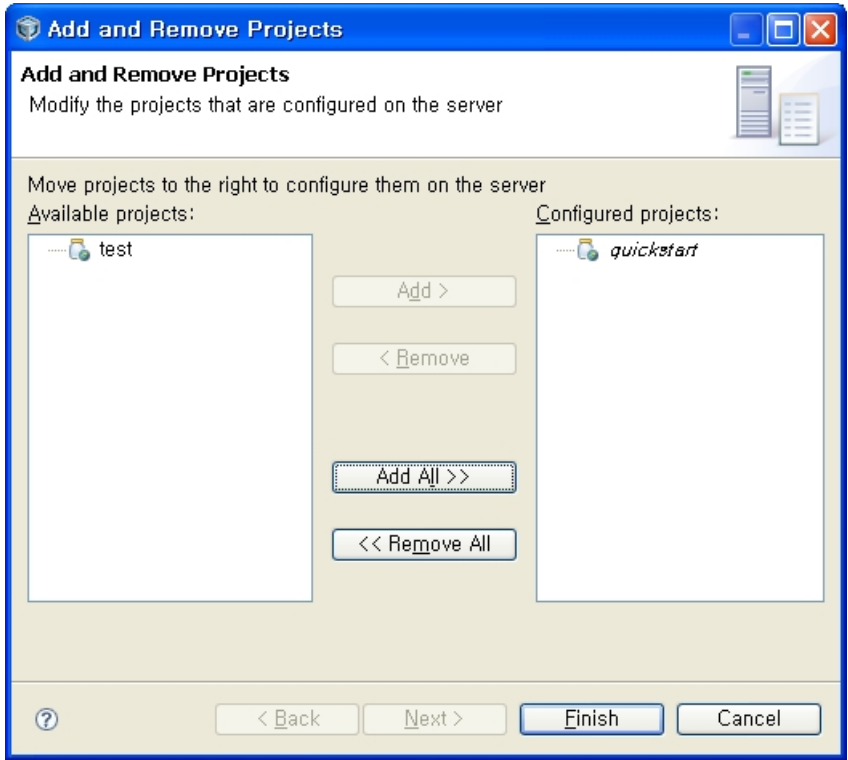 Add and Remove Projects
Add and Remove Projects
Modify the projects that are configured on the server
Move projects to the right to configure them on the server
Available projects:
Configured projects:
test
quickstart
Add >
< Remove
Add All >>
<< Remove All
< Back
Next >
Finish
Cancel